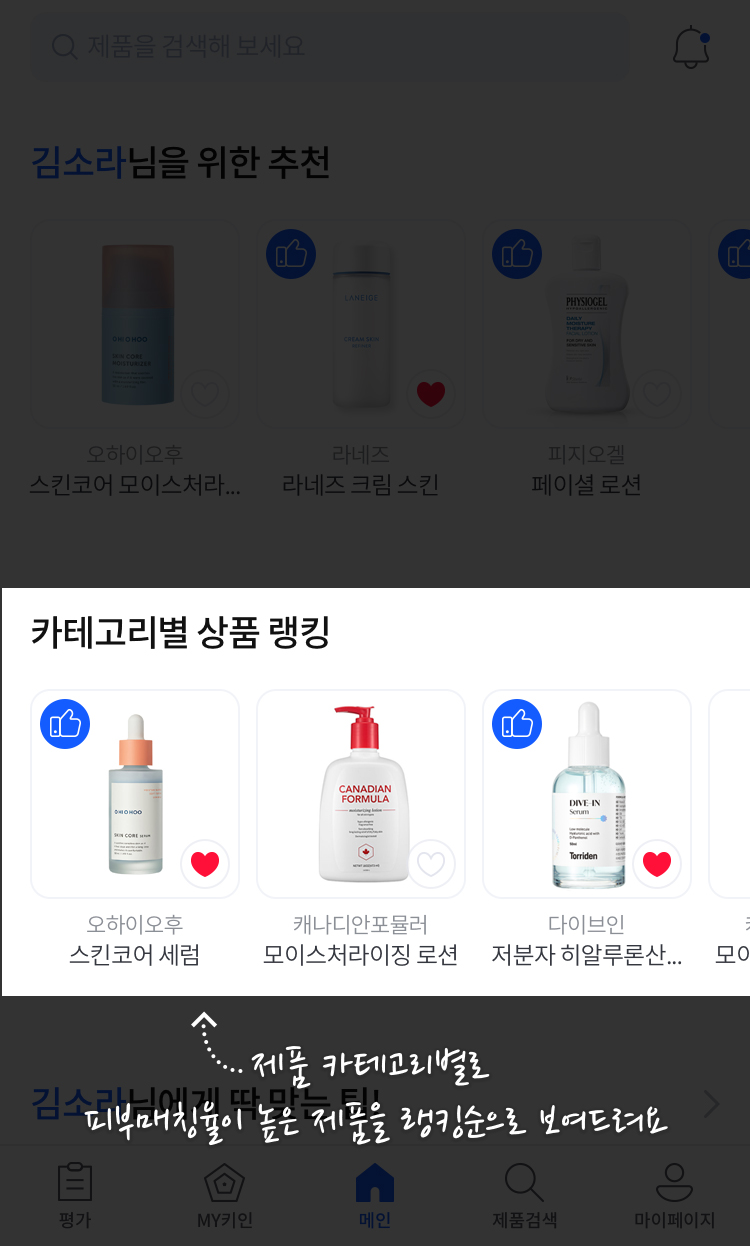 제품을 검색해 보세요
김소라님을 위한 추천
OHIOHOO
SKIN CORE
MOISTURIZER
LANEIGE
CREAM SKIN
PHYSIOGEL
DAILY
MOISTURE
THERAPY
오하이오후
라네즈
피지오겔
스킨코어 모이스처라...
라네즈 크림 스킨
페이셜 로션
카테고리별 상품 랭킹
OHIOHOO
SKIN CORE SERUM
CANADIAN
FORMULA
moisturizing lotion
DIVE-IN
Serum
Torriden
오하이오후
캐나디안포뮬러
다이브인
스킨코어 세럼
모이스처라이징 로션
저분자 히알루론산...
모이
제품 카테고리별로
김소라님에게 딱 맞는 팁!
피부매칭율이 높은 제품을 랭킹순으로 보여드려요
평가
MY키인
메인
제품검색
마이페이지